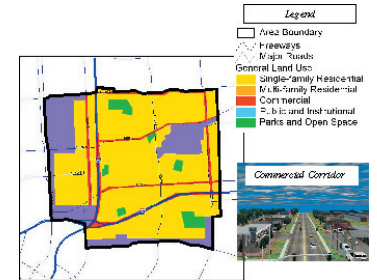 Legend
Area Boundary
Freeways
Major Roads
General Land Use
Single-family Residential
Multi-family Residential
Commercial
Public and Institutional
Parks and Open Space
Commercial Corridor